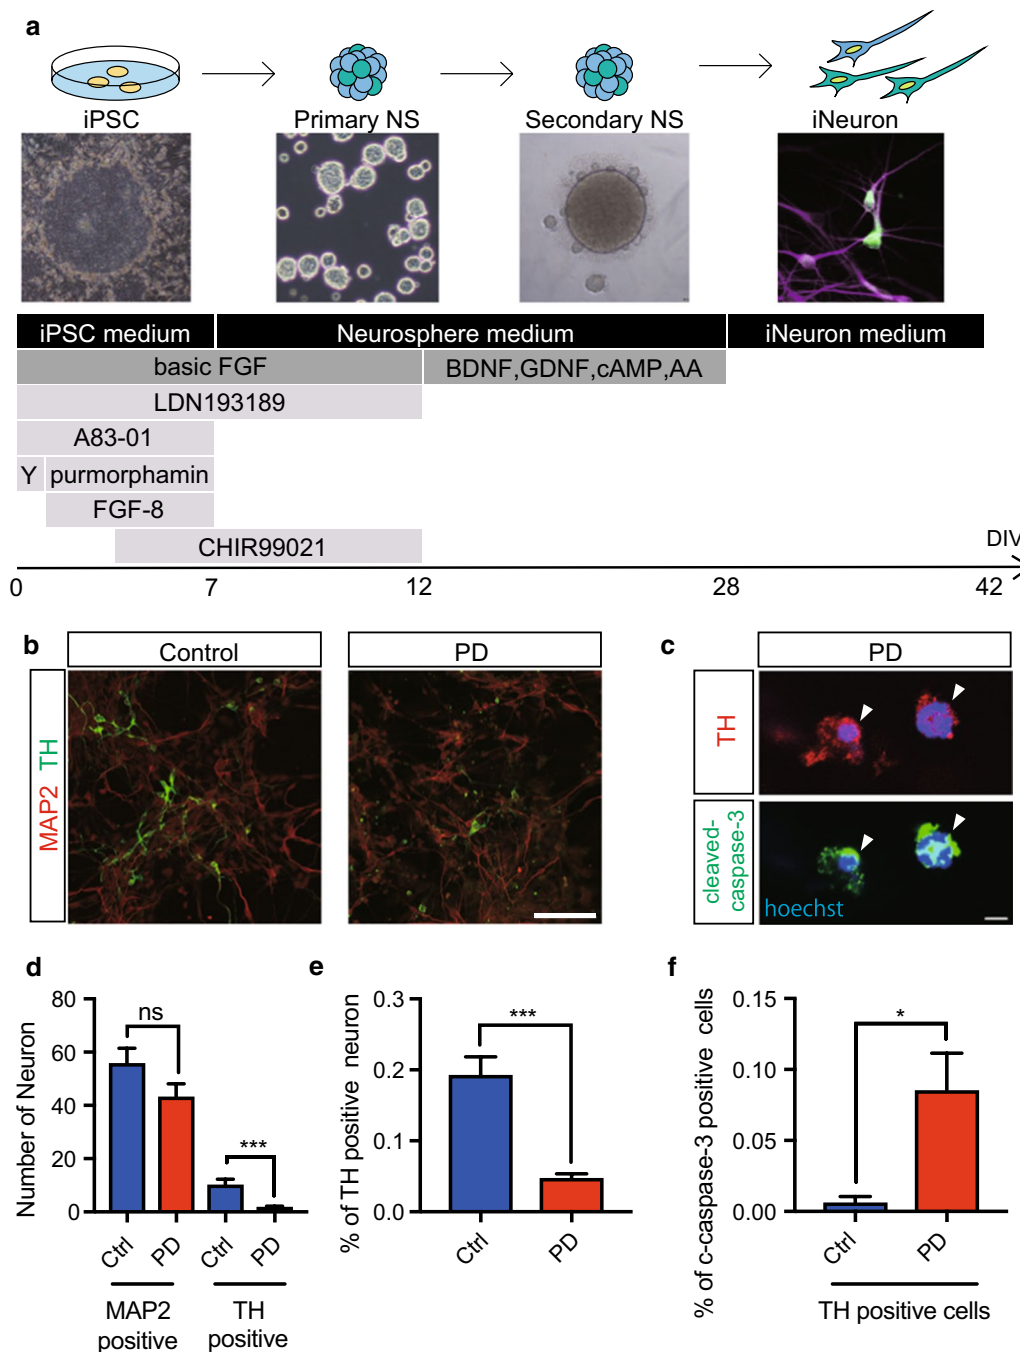 a
iPSC
Primary NS
Secondary NS
iNeuron
iPSC medium
Neurosphere medium
iNeuron medium
basic FGF
BDNF,GDNF,cAMP,AA
LDN193189
A83-01
Y
purmorphamin
FGF-8
CHIR99021
DIV
0
7
12
28
42
b
Control
PD
MAP2 TH
c
PD
TH
cleaved-
caspase-3
hoechst
d
Number of Neuron
80
60
40
20
0
ns
***
Ctrl
PD
Ctrl
PD
MAP2
positive
TH
positive
e
% of TH positive neuron
0.3
0.2
0.1
0.0
***
Ctrl
PD
f
% of c-caspase-3 positive cells
0.15
0.10
0.05
0.00
*
Ctrl
PD
TH positive cells